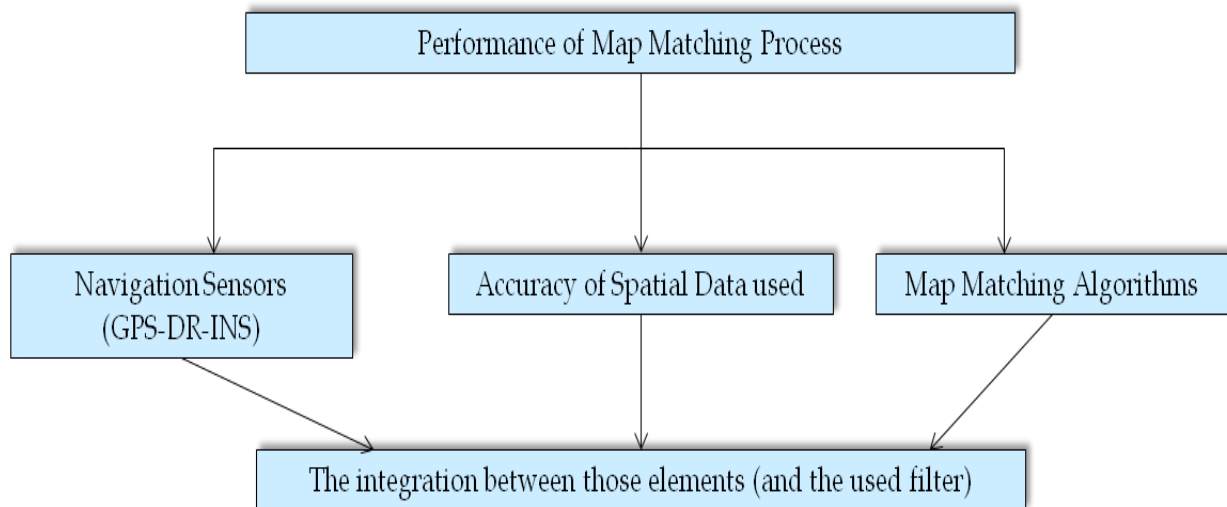 Performance of Map Matching Process
Navigation Sensors
(GPS-DR-INS)
Accuracy of Spatial Data used
Map Matching Algorithms
The integration between those elements (and the used filter)